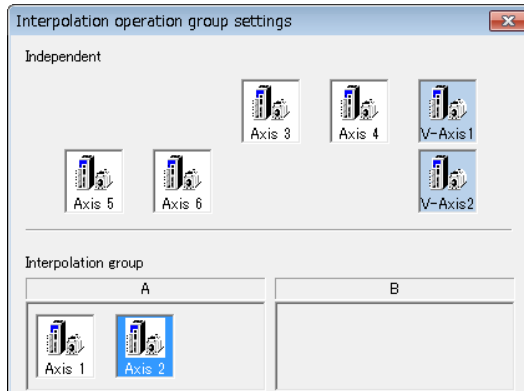 Interpolation operation group settings
Independent
Axis 3 Axis 4 V-Axis1
Axis 5 Axis 6 V-Axis2
Interpolation group
A B
Axis 1 Axis 2